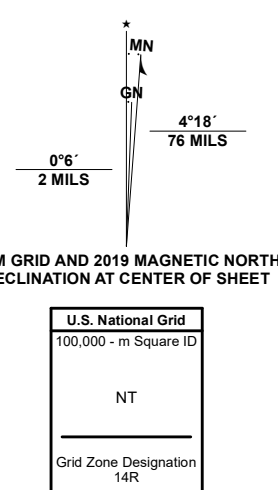 ★
MN
GN
4°18´
76 MILS
0°6´
2 MILS
M GRID AND 2019 MAGNETIC NORTH
ECLINATION AT CENTER OF SHEET
U.S. National Grid
100,000 - m Square ID
NT
Grid Zone Designation
14R